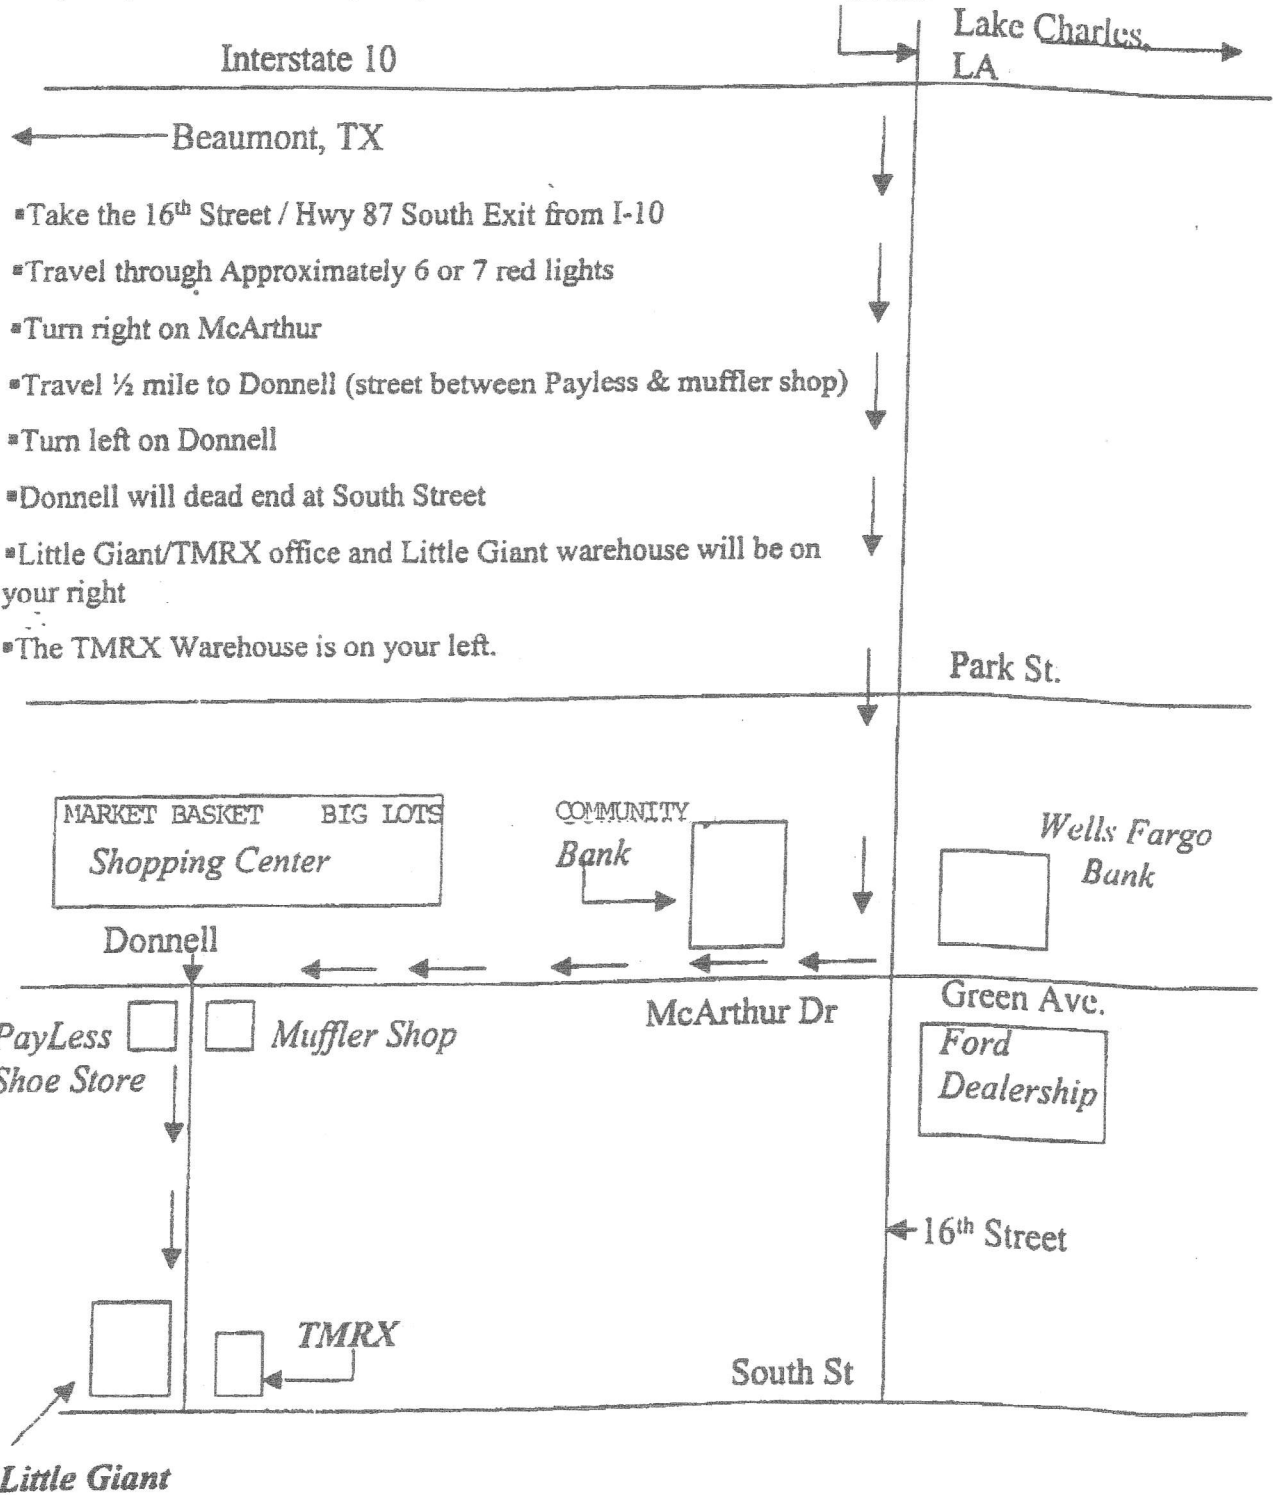 Lake Charles,
LA
Interstate 10
Beaumont, TX
▪Take the 16th Street / Hwy 87 South Exit from I-10
▪Travel through Approximately 6 or 7 red lights
▪Turn right on McArthur
▪Travel ½ mile to Donnell (street between Payless & muffler shop)
▪Turn left on Donnell
▪Donnell will dead end at South Street
▪Little Giant/TMRX office and Little Giant warehouse will be on
your right
▪The TMRX Warehouse is on your left.
Park St.
MARKET BASKET BIG LOTS
Shopping Center
COMMUNITY
Bank
Wells Fargo
Bank
Donnell
McArthur Dr
Green Ave.
PayLess
Shoe Store
Muffler Shop
Ford
Dealership
16th Street
TMRX
South St
Little Giant